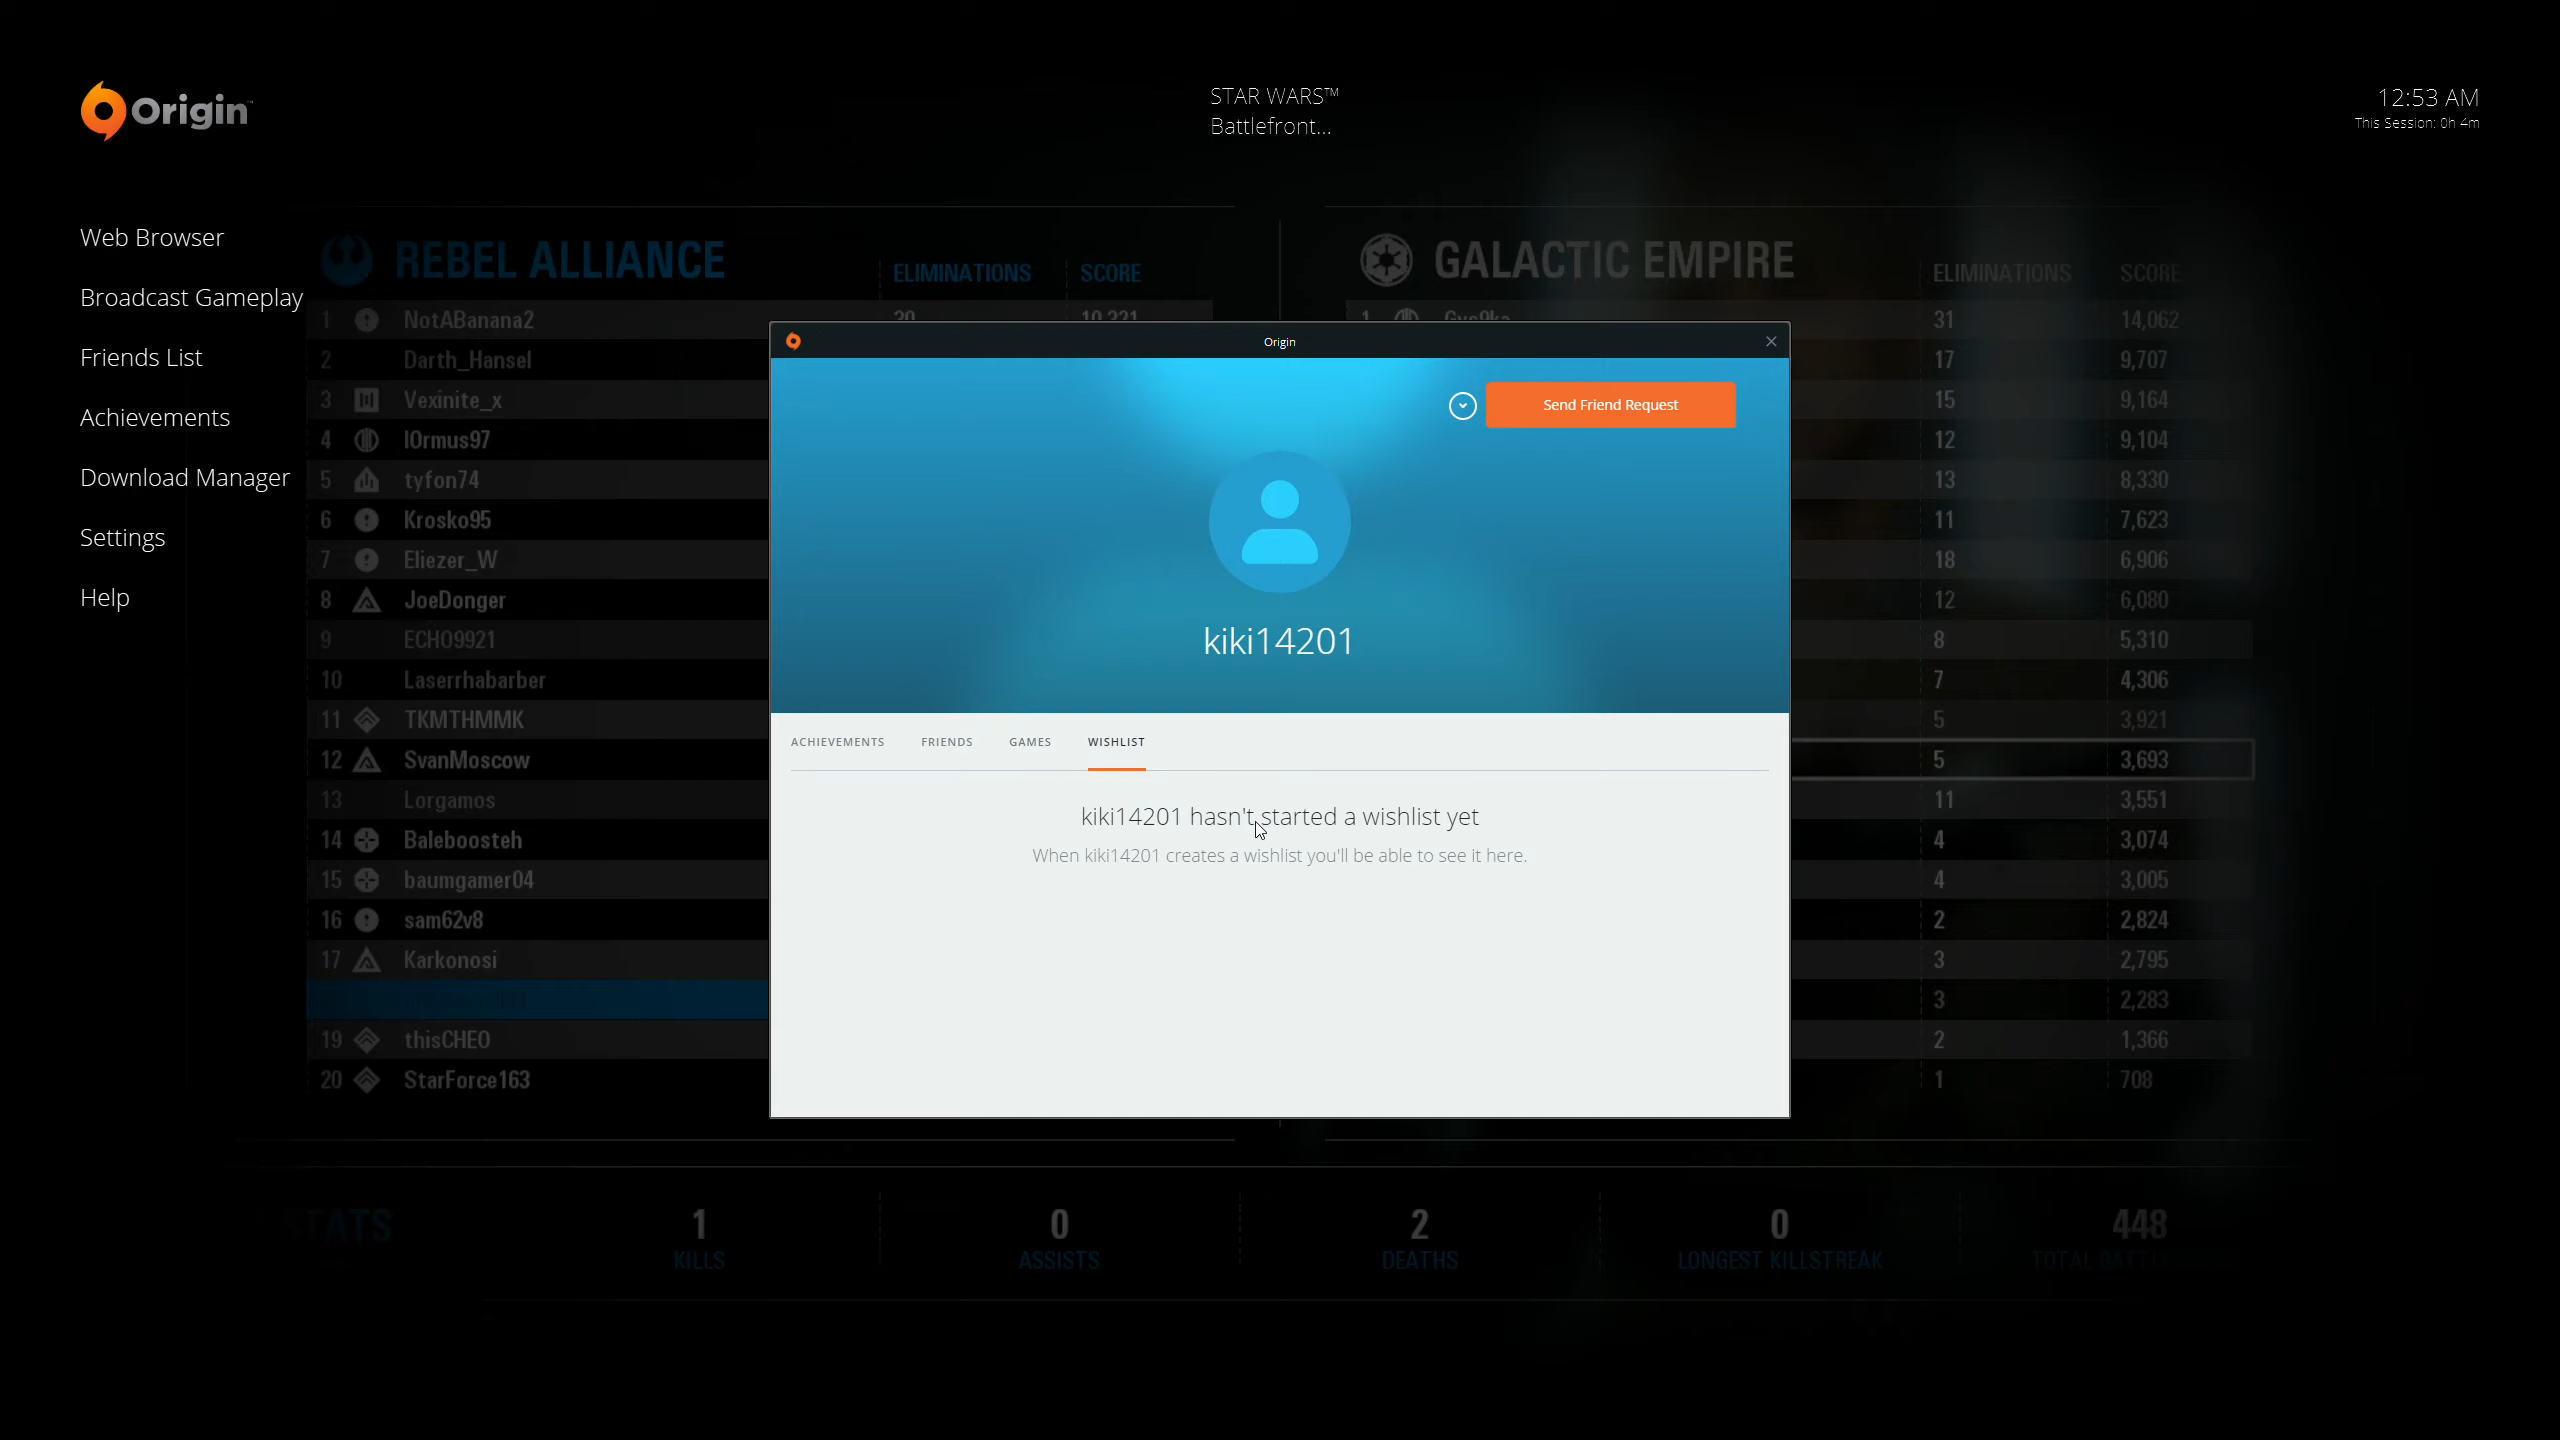 Origin
STAR WARS™
Battlefront...
12:53 AM
This Session: 0h 4m
Web Browser
Broadcast Gameplay
Friends List
Achievements
Download Manager
Settings
Help
REBEL ALLIANCE ELIMINATIONS SCORE
1 NotABanana2 30 10,321
2 Darth_Hansel
3 Vexinite_x
4 lOrmus97
5 tyfon74
6 Krosko95
7 Eliezer_W
8 JoeDonger
9 ECHO9921
10 Laserrhabarber
11 TKMTHMMK
12 SvanMoscow
13 Lorgamos
14 Baleboosteh
15 baumgamer04
16 sam62v8
17 Karkonosi
19 thisCHEO
20 StarForce163
GALACTIC EMPIRE ELIMINATIONS SCORE
1 31 14,062
17 9,707
15 9,164
12 9,104
13 8,330
11 7,623
18 6,906
12 6,080
8 5,310
7 4,306
5 3,921
5 3,693
11 3,551
4 3,074
4 3,005
2 2,824
3 2,795
3 2,283
2 1,366
1 708
Origin
Send Friend Request
kiki14201
ACHIEVEMENTS FRIENDS GAMES WISHLIST
kiki14201 hasn't started a wishlist yet
When kiki14201 creates a wishlist you'll be able to see it here.
STATS
1 0 2 0 448
KILLS ASSISTS DEATHS LONGEST KILLSTREAK TOTAL